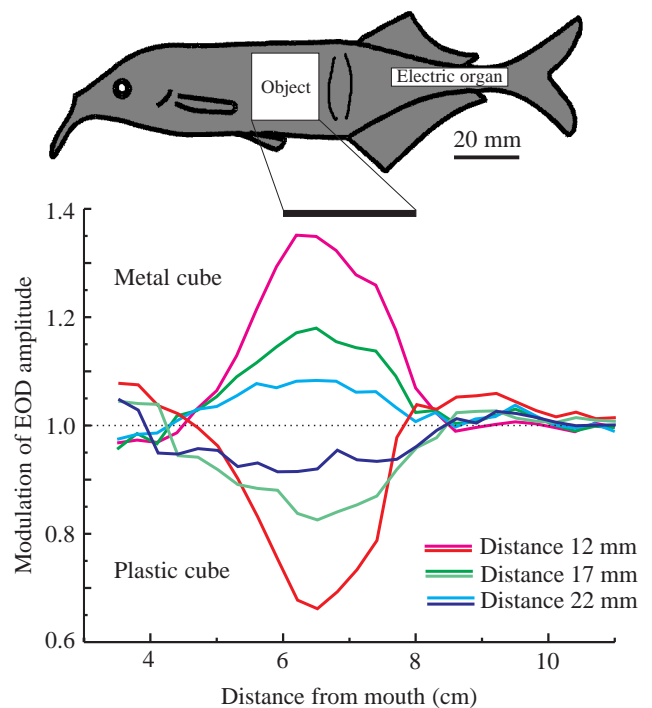 Object
Electric organ
20 mm
1.4
1.2
1.0
0.8
0.6
Modulation of EOD amplitude
Metal cube
Plastic cube
Distance 12 mm
Distance 17 mm
Distance 22 mm
4
6
8
10
Distance from mouth (cm)